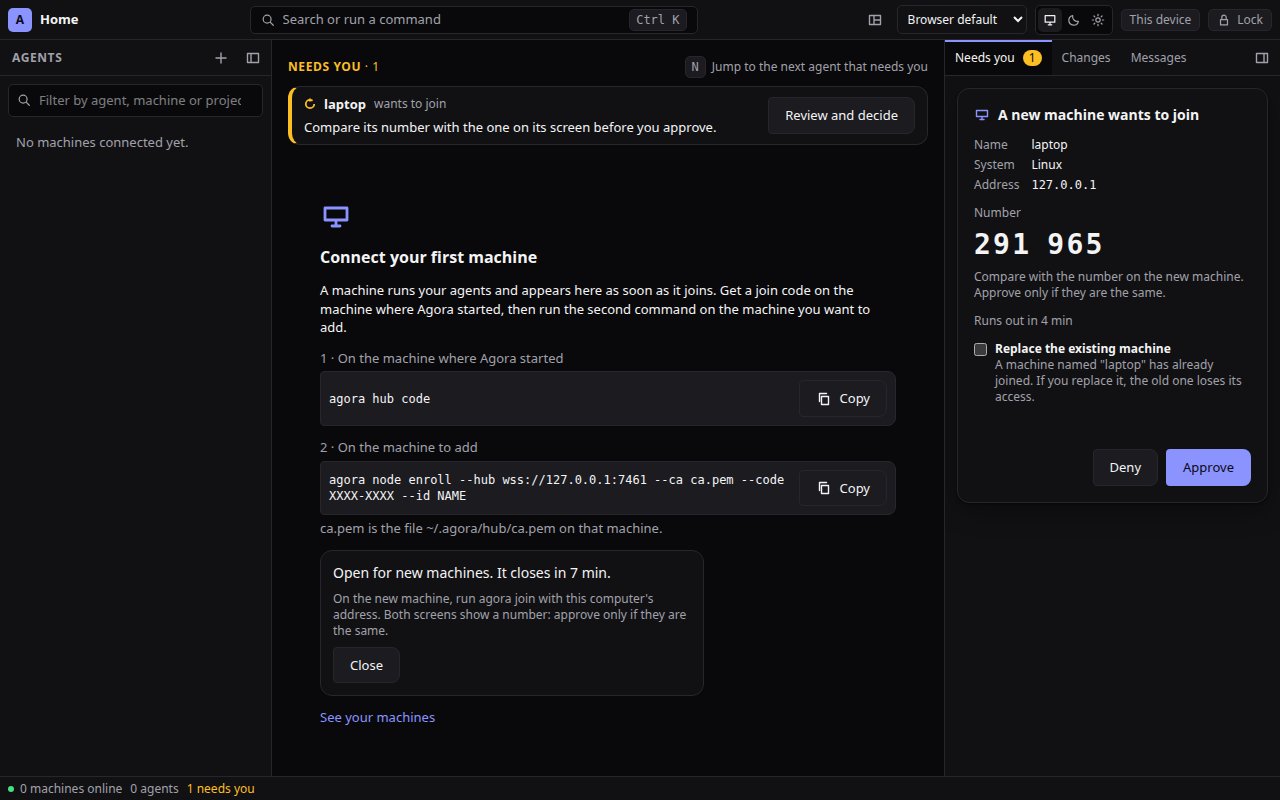 A Home
Search or run a command Ctrl K
Browser default
This device
Lock
AGENTS
Filter by agent, machine or projec
No machines connected yet.
NEEDS YOU · 1
N Jump to the next agent that needs you
laptop wants to join
Compare its number with the one on its screen before you approve.
Review and decide
Connect your first machine
A machine runs your agents and appears here as soon as it joins. Get a join code on the
machine where Agora started, then run the second command on the machine you want to
add.
1 · On the machine where Agora started
agora hub code
Copy
2 · On the machine to add
agora node enroll --hub wss://127.0.0.1:7461 --ca ca.pem --code
XXXX-XXXX --id NAME
Copy
ca.pem is the file ~/.agora/hub/ca.pem on that machine.
Open for new machines. It closes in 7 min.
On the new machine, run agora join with this computer's
address. Both screens show a number: approve only if they are
the same.
Close
See your machines
Needs you 1
Changes
Messages
A new machine wants to join
Name laptop
System Linux
Address 127.0.0.1
Number
291 965
Compare with the number on the new machine.
Approve only if they are the same.
Runs out in 4 min
Replace the existing machine
A machine named "laptop" has already
joined. If you replace it, the old one loses its
access.
Deny
Approve
0 machines online 0 agents 1 needs you